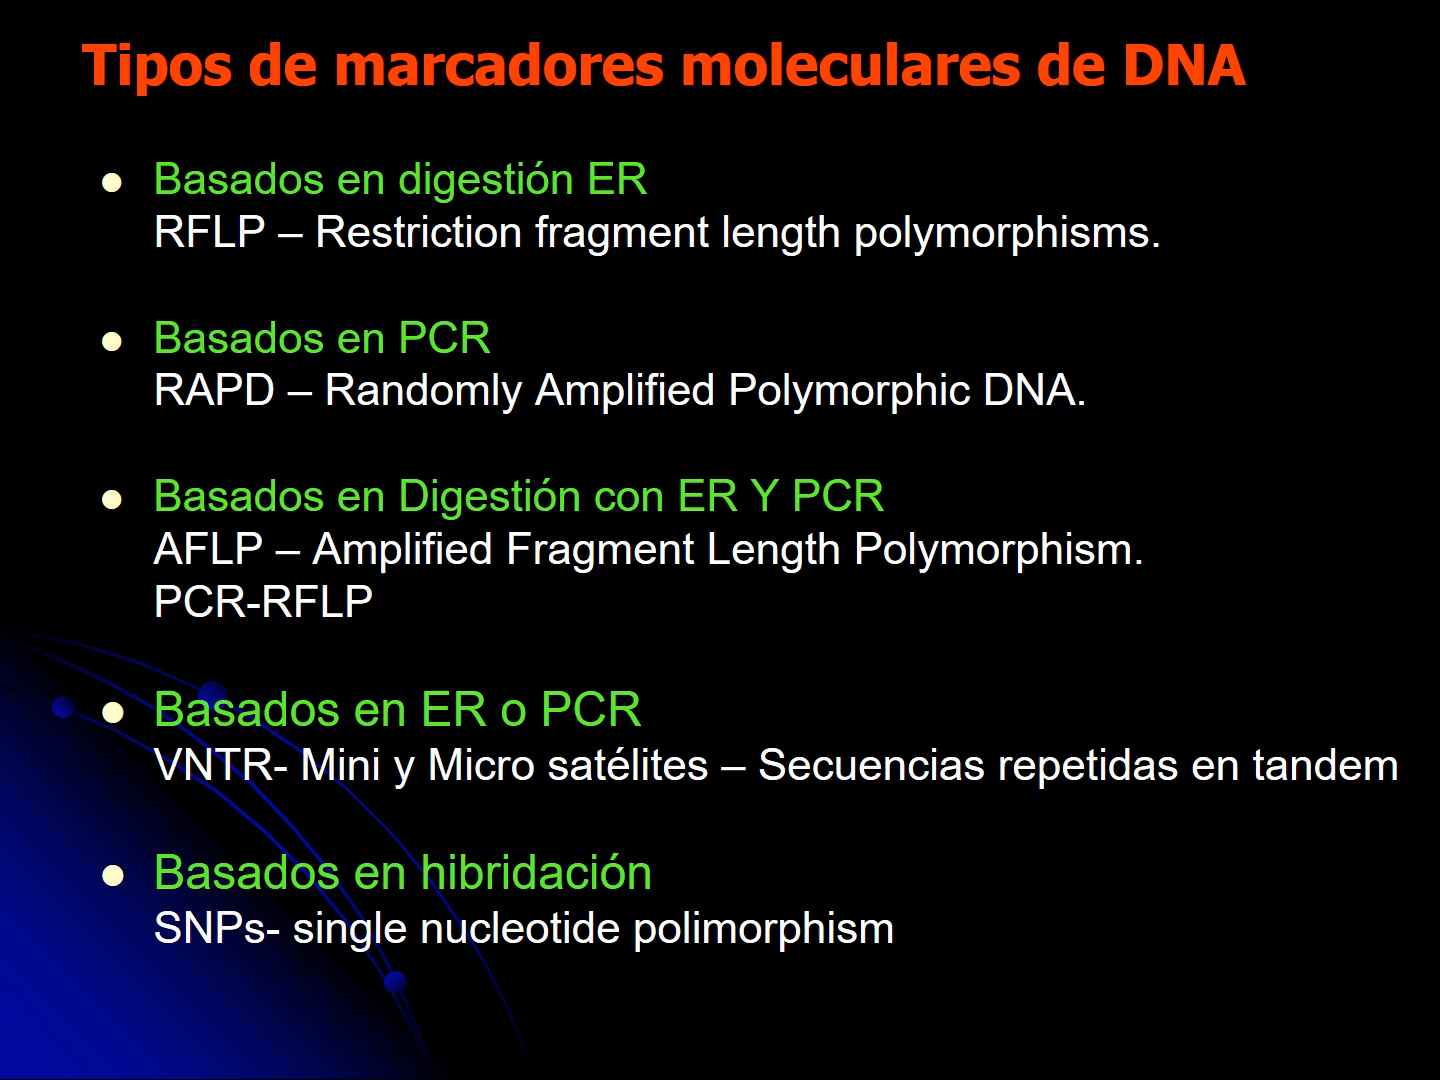 Tipos de marcadores moleculares de DNA
● Basados en digestión ER
RFLP – Restriction fragment length polymorphisms.
● Basados en PCR
RAPD – Randomly Amplified Polymorphic DNA.
● Basados en Digestión con ER Y PCR
AFLP – Amplified Fragment Length Polymorphism.
PCR-RFLP
● Basados en ER o PCR
VNTR- Mini y Micro satélites – Secuencias repetidas en tandem
● Basados en hibridación
SNPs- single nucleotide polimorphism